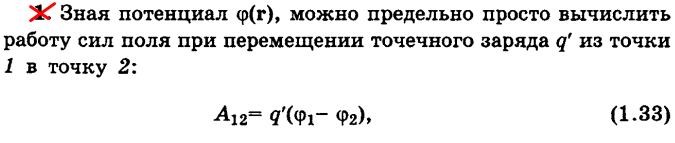 1. Зная потенциал φ(r), можно предельно просто вычислить
работу сил поля при перемещении точечного заряда q′ из точки
1 в точку 2:
A₁₂= q′(φ₁– φ₂), (1.33)